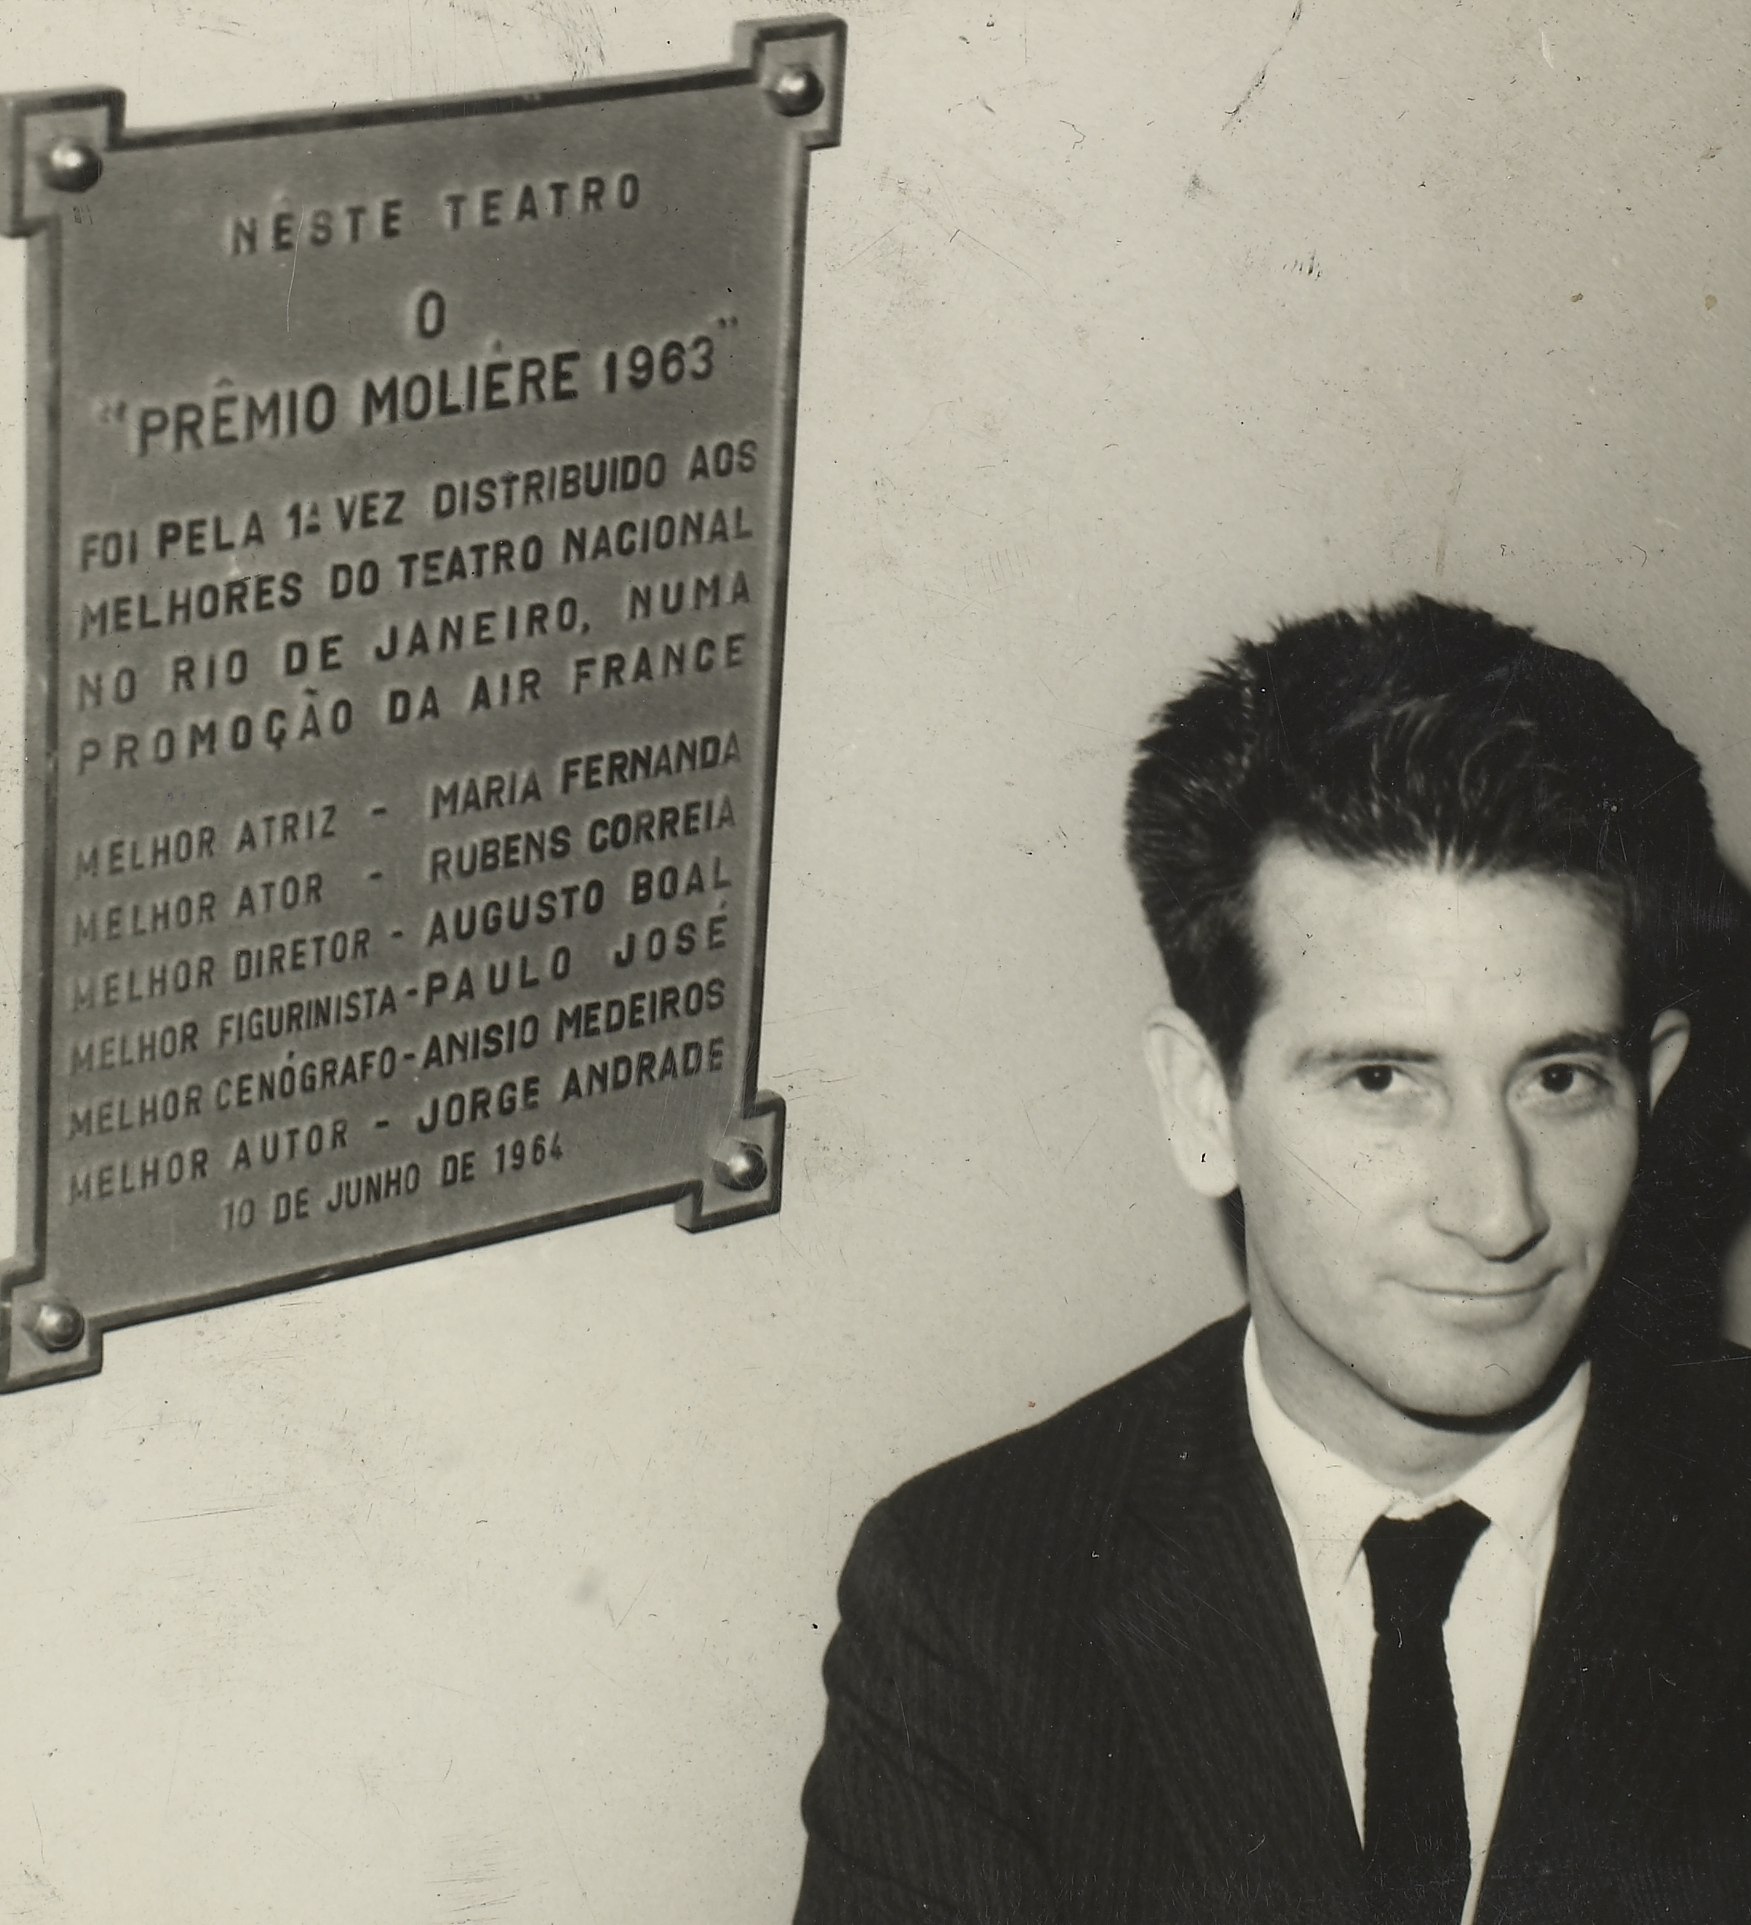 NÊSTE TEATRO
O
"PRÊMIO MOLIÉRE 1963"
FOI PELA 1ª VEZ DISTRIBUIDO AOS
MELHORES DO TEATRO NACIONAL
NO RIO DE JANEIRO, NUMA
PROMOÇÃO DA AIR FRANCE
MELHOR ATRIZ - MARIA FERNANDA
MELHOR ATOR - RUBENS CORREIA
MELHOR DIRETOR - AUGUSTO BOAL
MELHOR FIGURINISTA - PAULO JOSÉ
MELHOR CENÓGRAFO - ANISIO MEDEIROS
MELHOR AUTOR - JORGE ANDRADE
10 DE JUNHO DE 1964